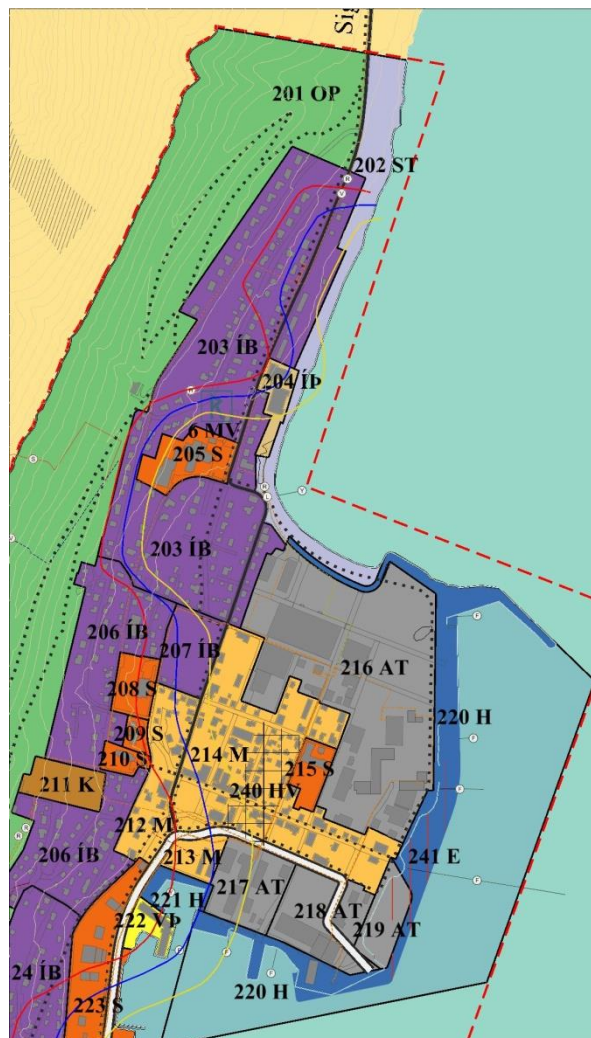 Sig
201 OP
202 ST
203 ÍB
204 ÍÞ
6 MV
205 S
203 ÍB
206 ÍB
207 ÍB
208 S
216 AT
209 S
220 H
210 S
214 M
215 S
211 K
240 HV
212 M
213 M
241 E
206 ÍB
217 AT
221 H
218 AT
222 VÞ
219 AT
24 ÍB
220 H
223 S